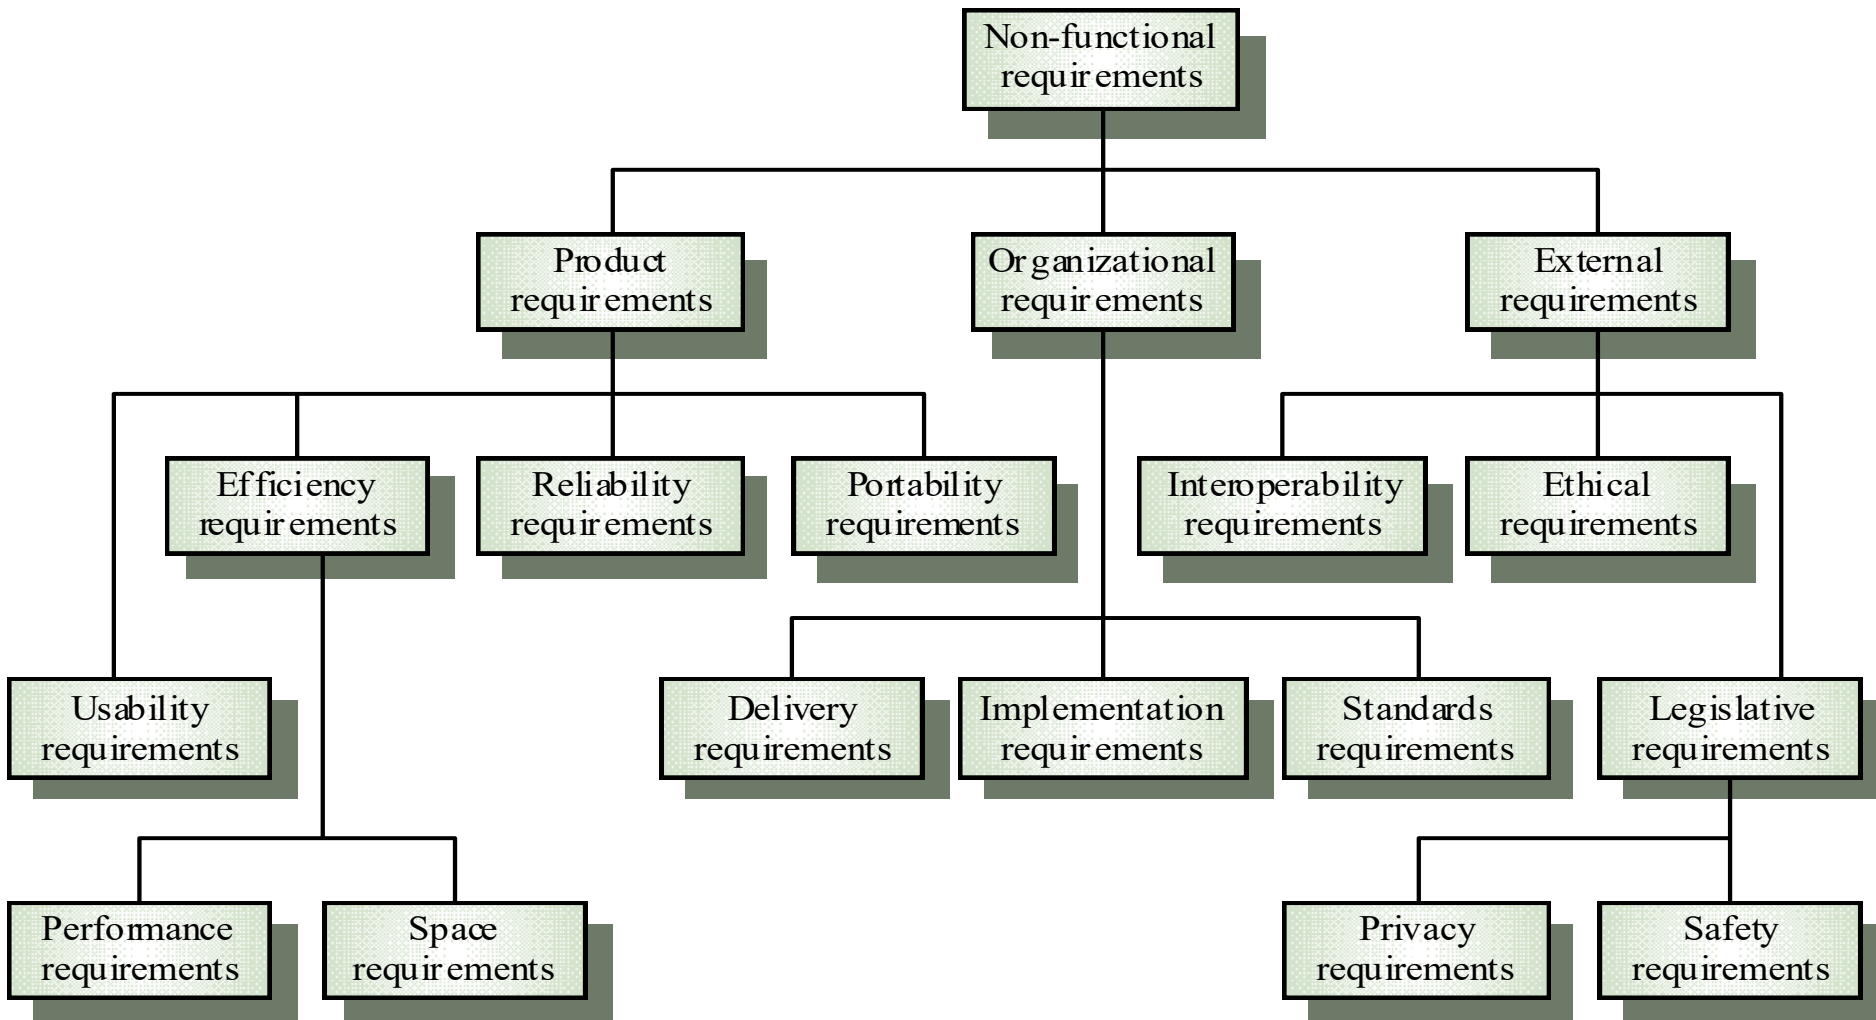 Non-functional
requirements
Product
requirements
Organizational
requirements
External
requirements
Efficiency
requirements
Reliability
requirements
Portability
requirements
Interoperability
requirements
Ethical
requirements
Usability
requirements
Delivery
requirements
Implementation
requirements
Standards
requirements
Legislative
requirements
Performance
requirements
Space
requirements
Privacy
requirements
Safety
requirements